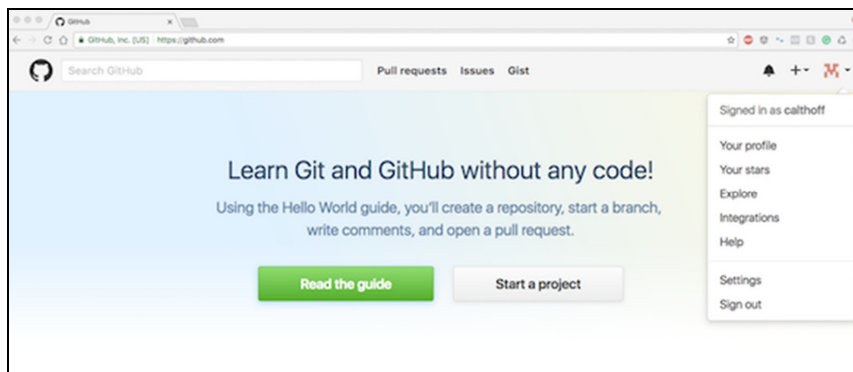 GitHub
GitHub, Inc. [US] https://github.com
Search GitHub
Pull requests Issues Gist
Signed in as calthoff
Your profile
Your stars
Explore
Integrations
Help
Settings
Sign out
Learn Git and GitHub without any code!
Using the Hello World guide, you'll create a repository, start a branch,
write comments, and open a pull request.
Read the guide
Start a project